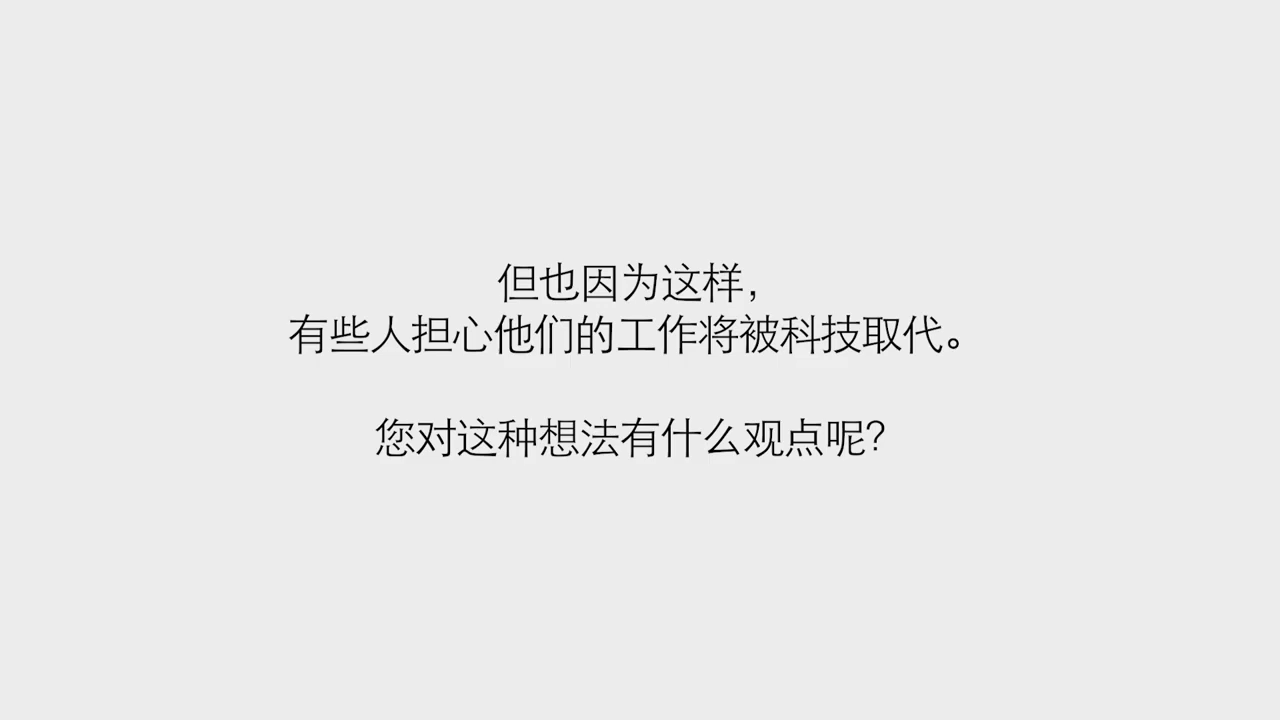 但也因为这样，
有些人担心他们的工作将被科技取代。
您对这种想法有什么观点呢？